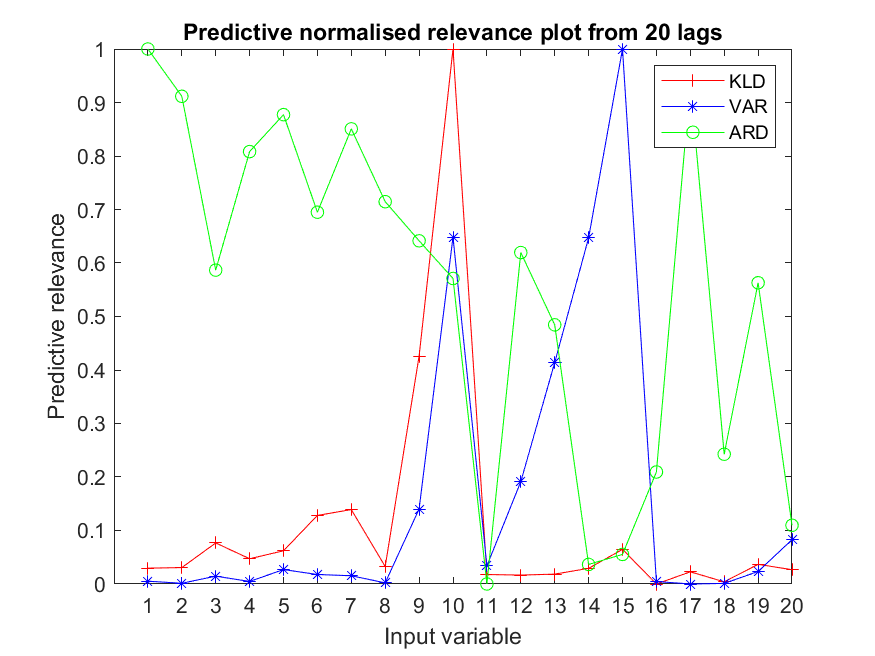 Predictive normalised relevance plot from 20 lags
KLD
VAR
ARD
Predictive relevance
1
0.9
0.8
0.7
0.6
0.5
0.4
0.3
0.2
0.1
0
1 2 3 4 5 6 7 8 9 10 11 12 13 14 15 16 17 18 19 20
Input variable